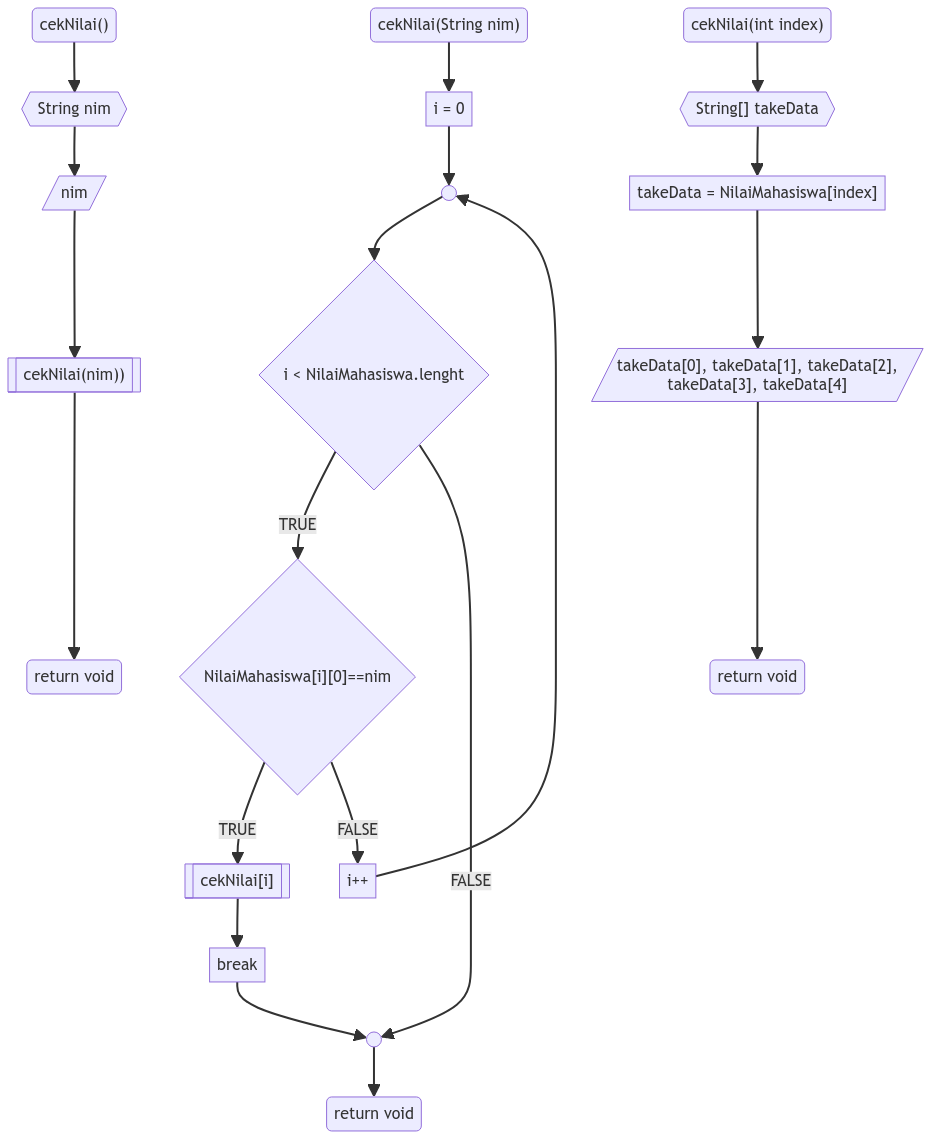 cekNilai()
String nim
nim
cekNilai(nim))
return void
cekNilai(String nim)
i = 0
i < NilaiMahasiswa.lenght
TRUE
NilaiMahasiswa[i][0]==nim
TRUE
FALSE
cekNilai[i]
i++
FALSE
break
return void
cekNilai(int index)
String[] takeData
takeData = NilaiMahasiswa[index]
takeData[0], takeData[1], takeData[2],
takeData[3], takeData[4]
return void